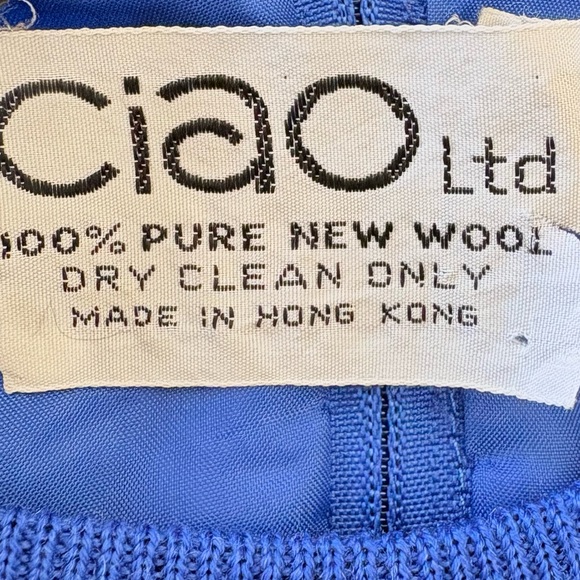 ciao Ltd
100% PURE NEW WOOL
DRY CLEAN ONLY
MADE IN HONG KONG